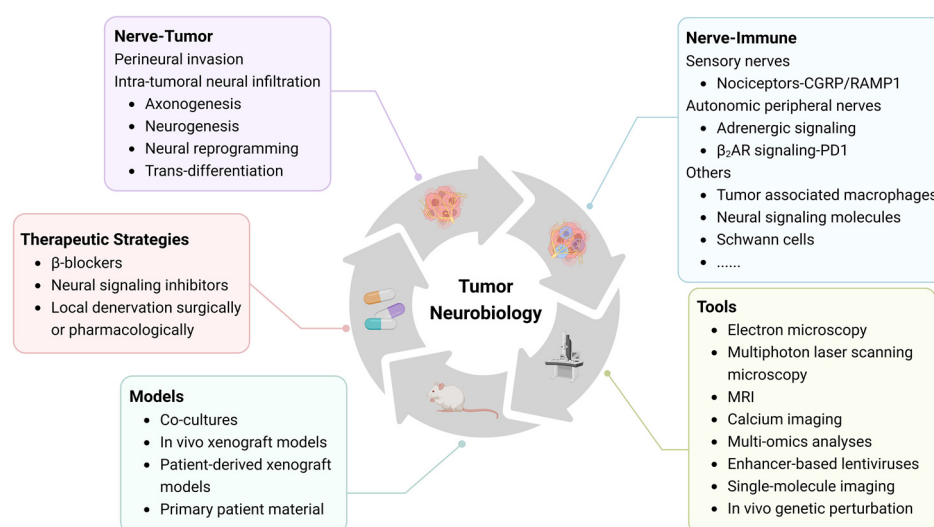 Nerve-Tumor
Perineural invasion
Intra-tumoral neural infiltration
• Axonogenesis
• Neurogenesis
• Neural reprogramming
• Trans-differentiation
Nerve-Immune
Sensory nerves
• Nociceptors-CGRP/RAMP1
Autonomic peripheral nerves
• Adrenergic signaling
• β₂AR signaling-PD1
Others
• Tumor associated macrophages
• Neural signaling molecules
• Schwann cells
• ......
Therapeutic Strategies
• β-blockers
• Neural signaling inhibitors
• Local denervation surgically
or pharmacologically
Tumor
Neurobiology
Tools
• Electron microscopy
• Multiphoton laser scanning
microscopy
• MRI
• Calcium imaging
• Multi-omics analyses
• Enhancer-based lentiviruses
• Single-molecule imaging
• In vivo genetic perturbation
Models
• Co-cultures
• In vivo xenograft models
• Patient-derived xenograft
models
• Primary patient material